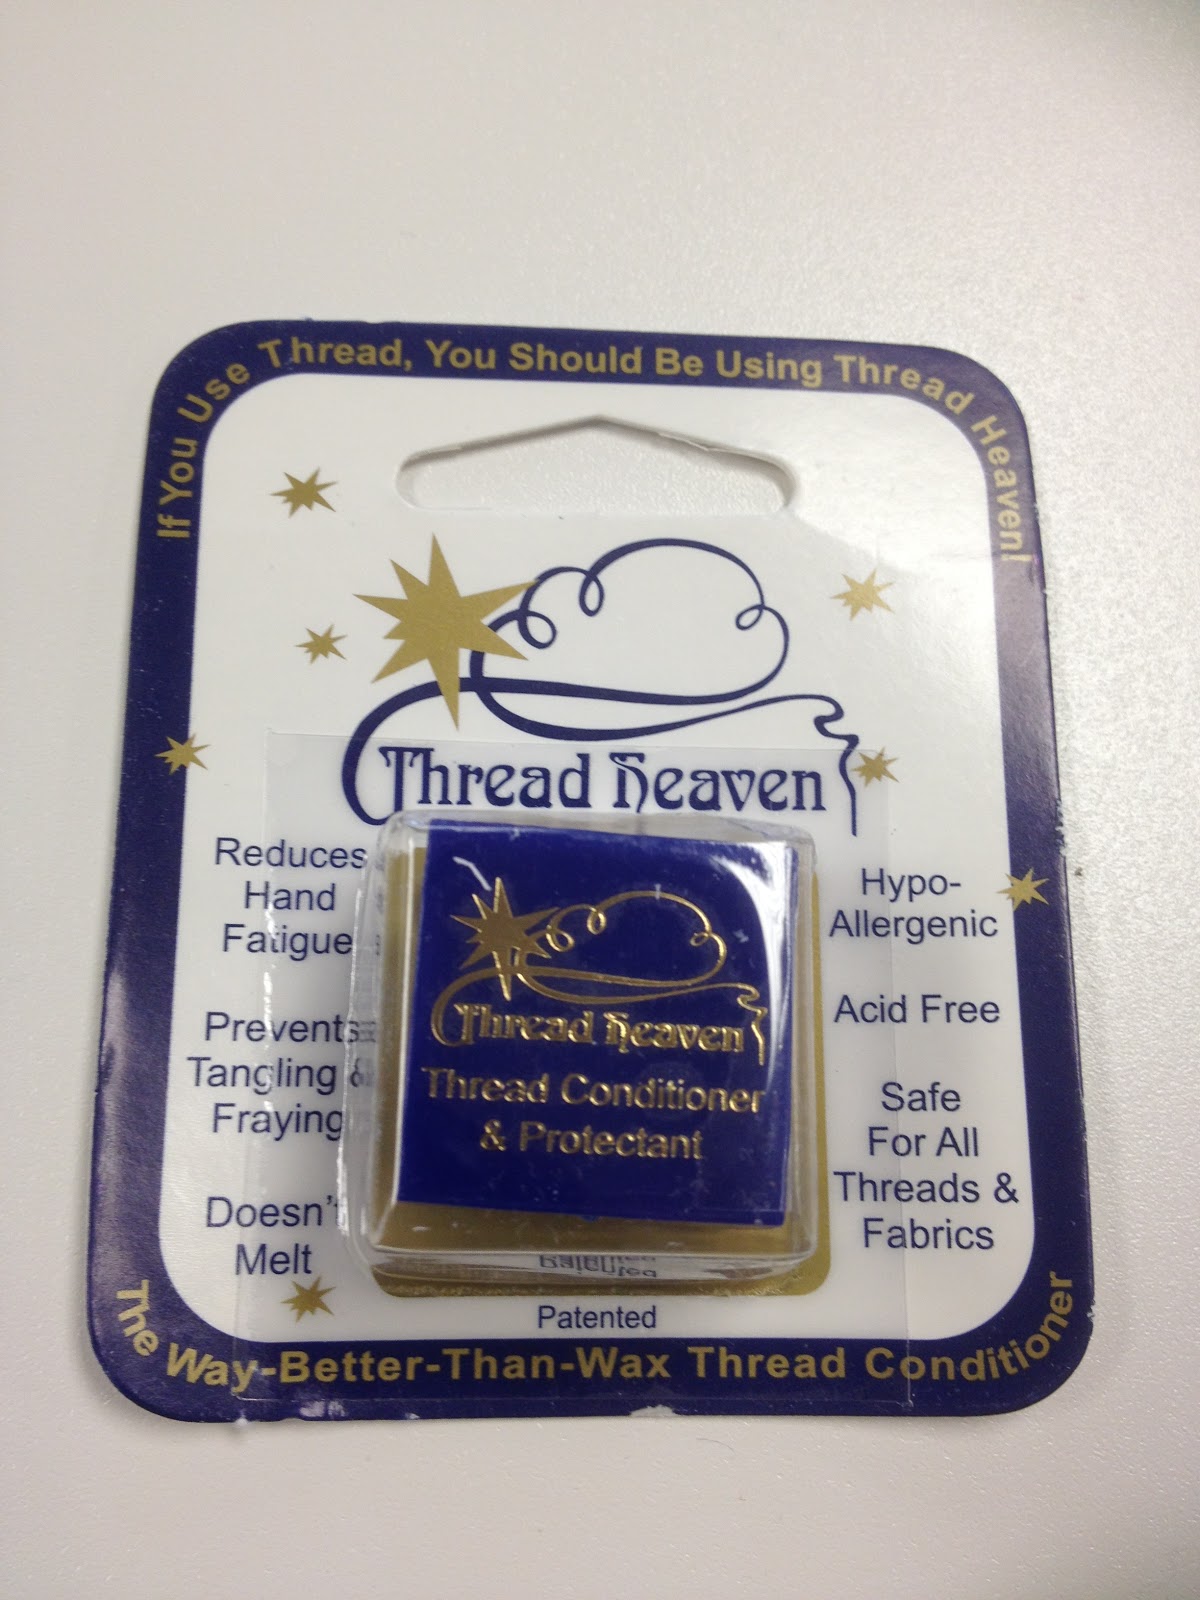 If You Use Thread, You Should Be Using Thread Heaven!
Thread Heaven
Reduces
Hand
Fatigue
Prevents
Tangling &
Fraying
Doesn't
Melt
Thread Heaven
Thread Conditioner
& Protectant
Hypo-
Allergenic
Acid Free
Safe
For All
Threads &
Fabrics
Patented
The Way-Better-Than-Wax Thread Conditioner